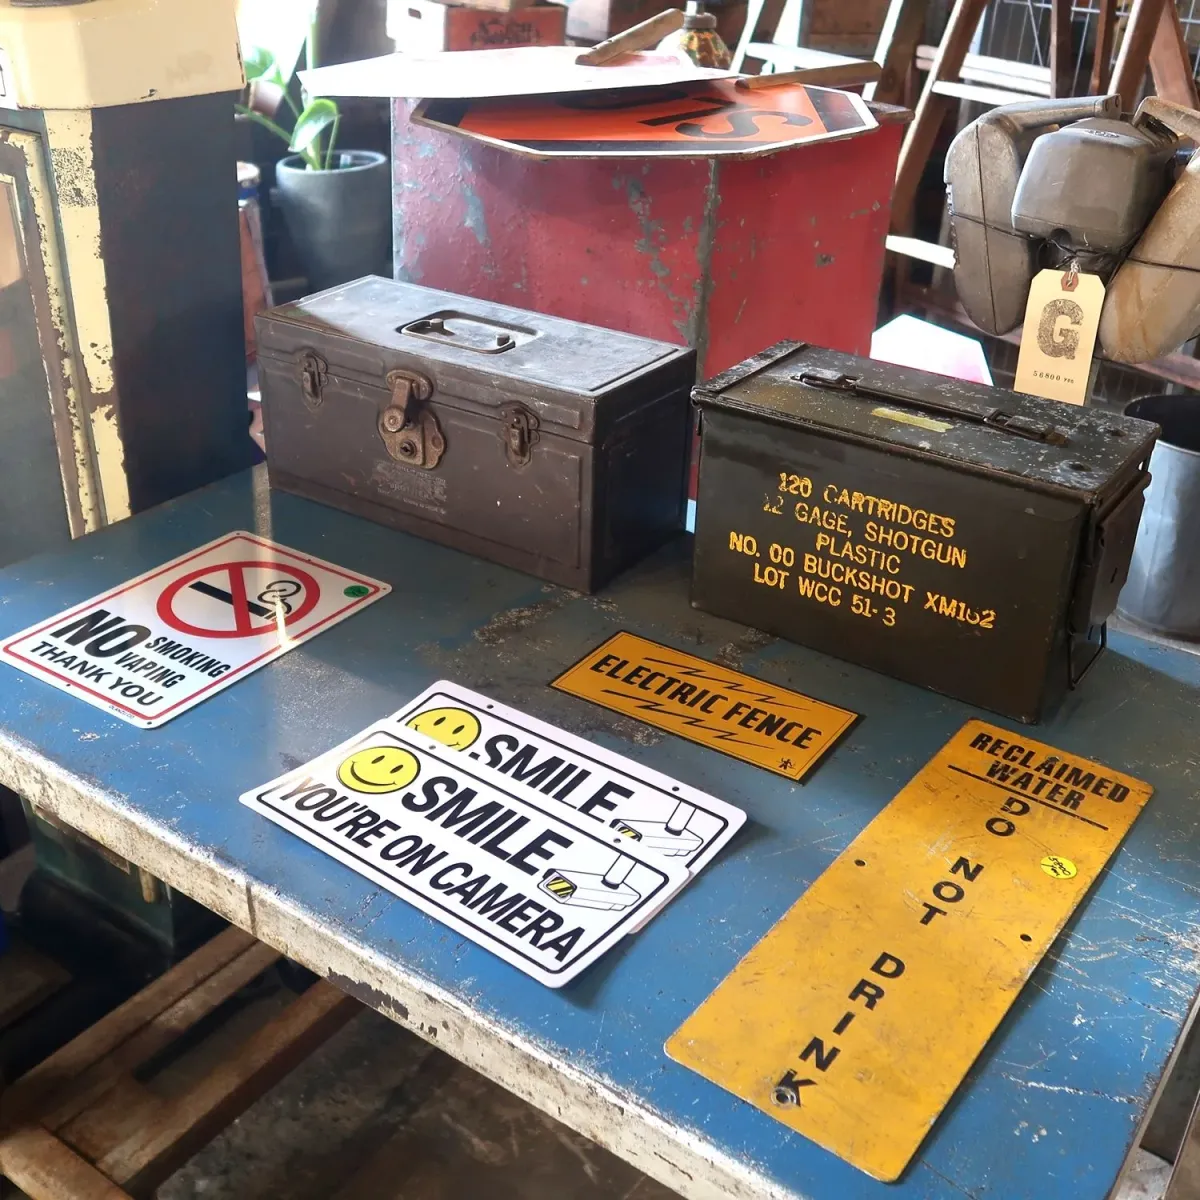 G
120 CARTRIDGES
12 GAGE, SHOTGUN
PLASTIC
NO. 00 BUCKSHOT XM162
LOT WCC 51-3
NO SMOKING
VAPING
THANK YOU
ELECTRIC FENCE
SMILE
SMILE
YOU'RE ON CAMERA
RECLAIMED
WATER
DO
NOT
DRINK